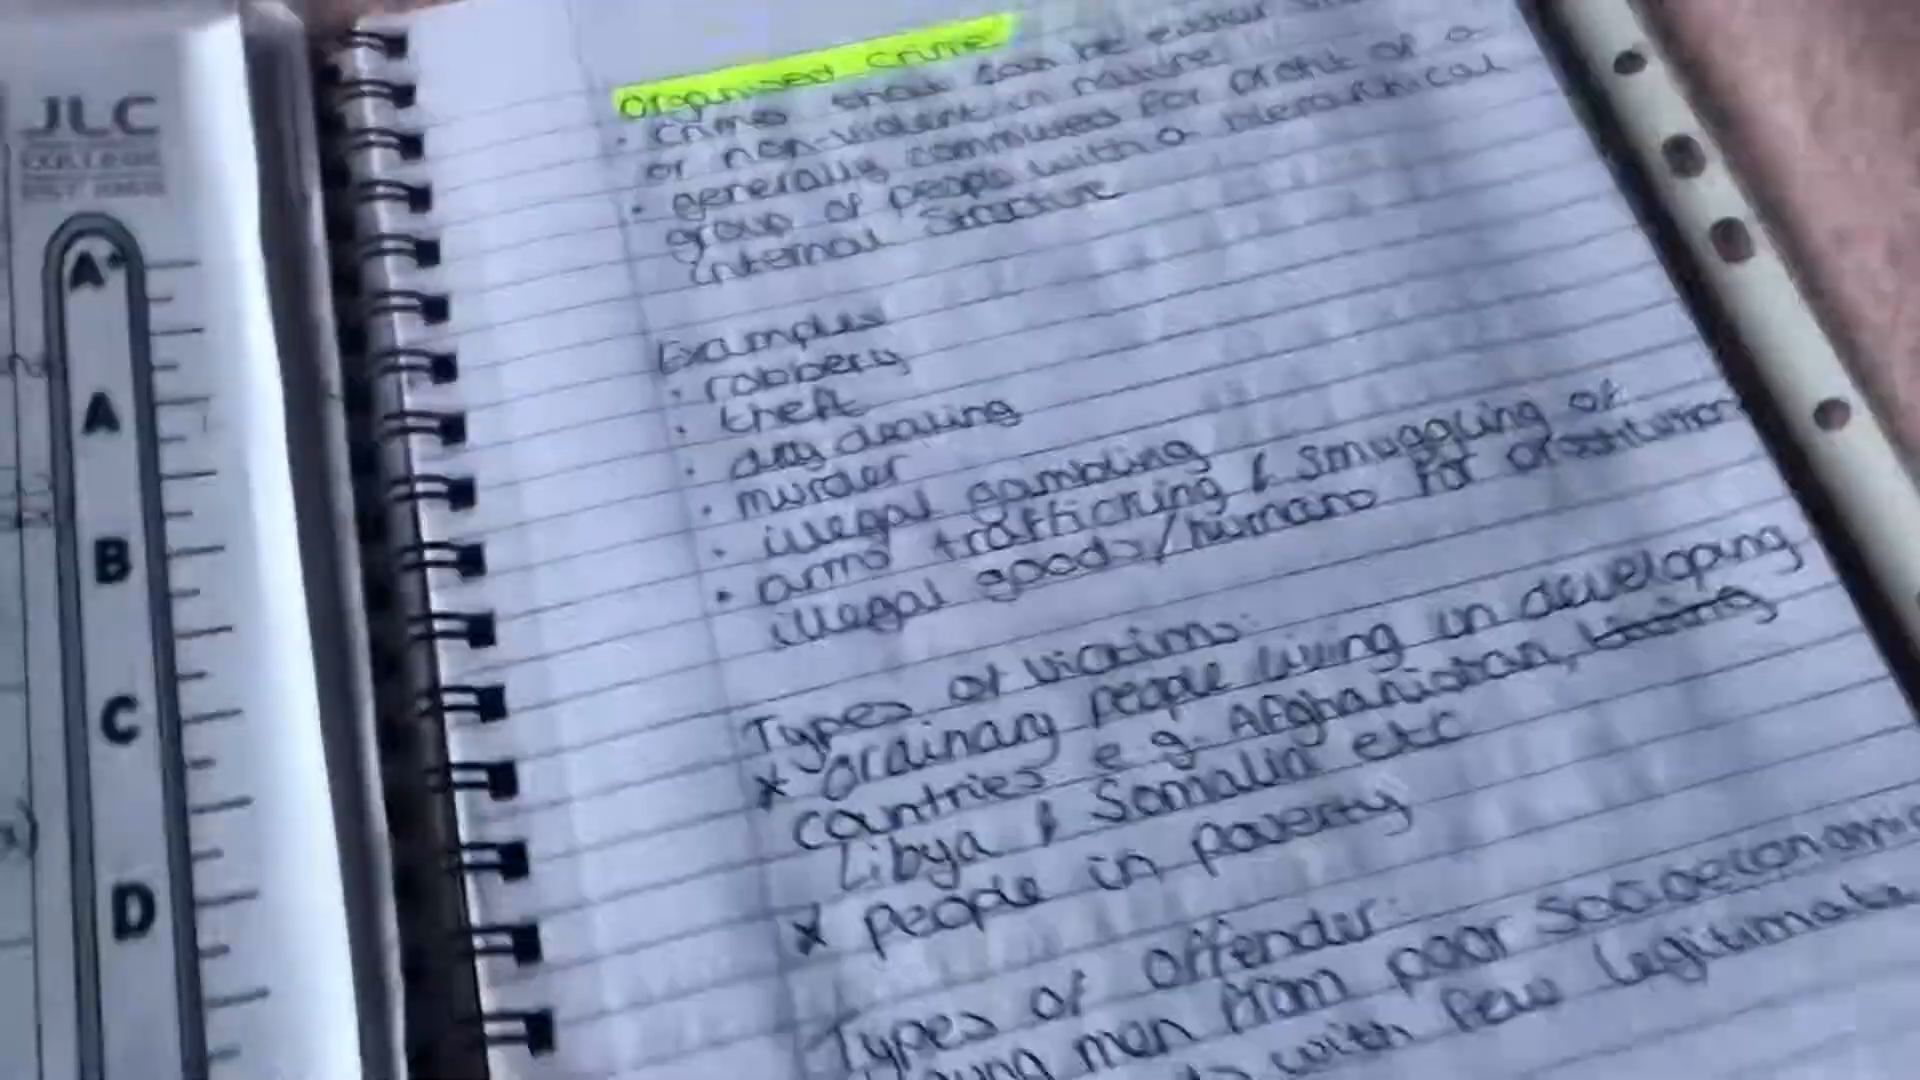 JLC
COLLEGE
A*
A
B
C
D
Organised Crime
• crime that can be either
or non-violent in nature
• generally commited for profit of a
group of people with a hierarchical
internal structure
Examples
• robbery
• theft
• drug dealing
• murder
• illegal gambling
• arms trafficking & smuggling of
illegal goods/humans for prostitution
Types of victims:
x ordinary people living in developing
countries e.g. Afghanistan,
Libya & Somalia etc
x people in poverty
Types of offender:
young men from poor socioeconomic
with few legitimate